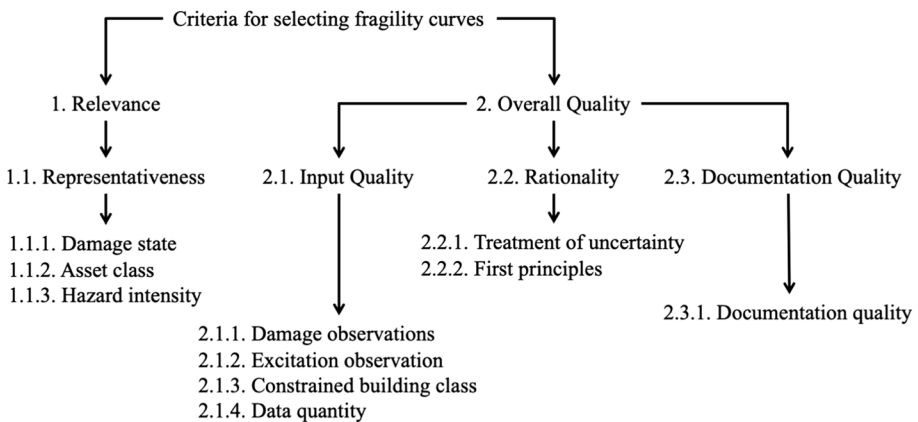 Criteria for selecting fragility curves
1. Relevance
2. Overall Quality
1.1. Representativeness
2.1. Input Quality
2.2. Rationality
2.3. Documentation Quality
1.1.1. Damage state
1.1.2. Asset class
1.1.3. Hazard intensity
2.2.1. Treatment of uncertainty
2.2.2. First principles
2.3.1. Documentation quality
2.1.1. Damage observations
2.1.2. Excitation observation
2.1.3. Constrained building class
2.1.4. Data quantity